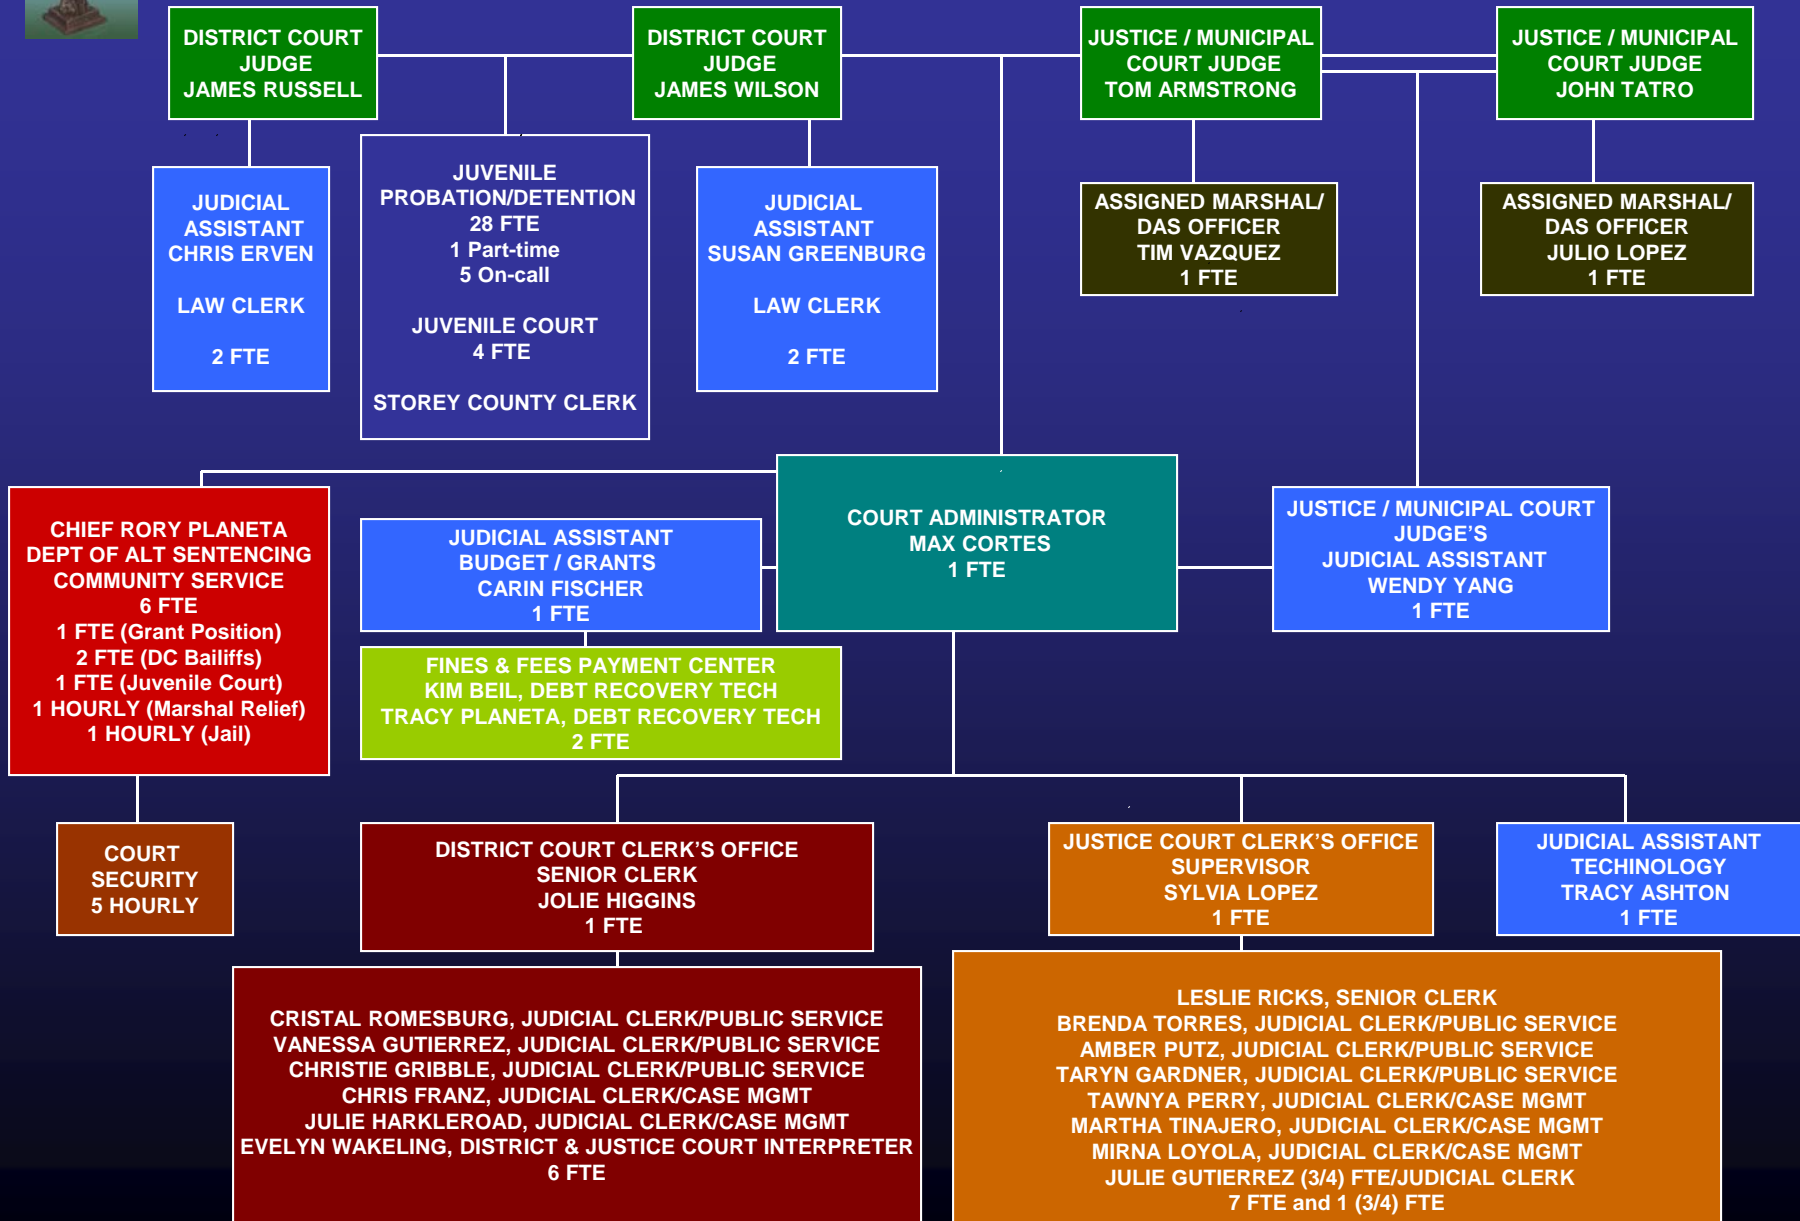 DISTRICT COURT
JUDGE
JAMES RUSSELL
DISTRICT COURT
JUDGE
JAMES WILSON
JUSTICE / MUNICIPAL
COURT JUDGE
TOM ARMSTRONG
JUSTICE / MUNICIPAL
COURT JUDGE
JOHN TATRO
JUDICIAL
ASSISTANT
CHRIS ERVEN
LAW CLERK
2 FTE
JUVENILE
PROBATION/DETENTION
28 FTE
1 Part-time
5 On-call
JUVENILE COURT
4 FTE
STOREY COUNTY CLERK
JUDICIAL
ASSISTANT
SUSAN GREENBURG
LAW CLERK
2 FTE
ASSIGNED MARSHAL/
DAS OFFICER
TIM VAZQUEZ
1 FTE
ASSIGNED MARSHAL/
DAS OFFICER
JULIO LOPEZ
1 FTE
CHIEF RORY PLANETA
DEPT OF ALT SENTENCING
COMMUNITY SERVICE
6 FTE
1 FTE (Grant Position)
2 FTE (DC Bailiffs)
1 FTE (Juvenile Court)
1 HOURLY (Marshal Relief)
1 HOURLY (Jail)
JUDICIAL ASSISTANT
BUDGET / GRANTS
CARIN FISCHER
1 FTE
COURT ADMINISTRATOR
MAX CORTES
1 FTE
JUSTICE / MUNICIPAL COURT
JUDGE’S
JUDICIAL ASSISTANT
WENDY YANG
1 FTE
FINES & FEES PAYMENT CENTER
KIM BEIL, DEBT RECOVERY TECH
TRACY PLANETA, DEBT RECOVERY TECH
2 FTE
COURT
SECURITY
5 HOURLY
DISTRICT COURT CLERK’S OFFICE
SENIOR CLERK
JOLIE HIGGINS
1 FTE
JUSTICE COURT CLERK’S OFFICE
SUPERVISOR
SYLVIA LOPEZ
1 FTE
JUDICIAL ASSISTANT
TECHINOLOGY
TRACY ASHTON
1 FTE
CRISTAL ROMESBURG, JUDICIAL CLERK/PUBLIC SERVICE
VANESSA GUTIERREZ, JUDICIAL CLERK/PUBLIC SERVICE
CHRISTIE GRIBBLE, JUDICIAL CLERK/PUBLIC SERVICE
CHRIS FRANZ, JUDICIAL CLERK/CASE MGMT
JULIE HARKLEROAD, JUDICIAL CLERK/CASE MGMT
EVELYN WAKELING, DISTRICT & JUSTICE COURT INTERPRETER
6 FTE
LESLIE RICKS, SENIOR CLERK
BRENDA TORRES, JUDICIAL CLERK/PUBLIC SERVICE
AMBER PUTZ, JUDICIAL CLERK/PUBLIC SERVICE
TARYN GARDNER, JUDICIAL CLERK/PUBLIC SERVICE
TAWNYA PERRY, JUDICIAL CLERK/CASE MGMT
MARTHA TINAJERO, JUDICIAL CLERK/CASE MGMT
MIRNA LOYOLA, JUDICIAL CLERK/CASE MGMT
JULIE GUTIERREZ (3/4) FTE/JUDICIAL CLERK
7 FTE and 1 (3/4) FTE